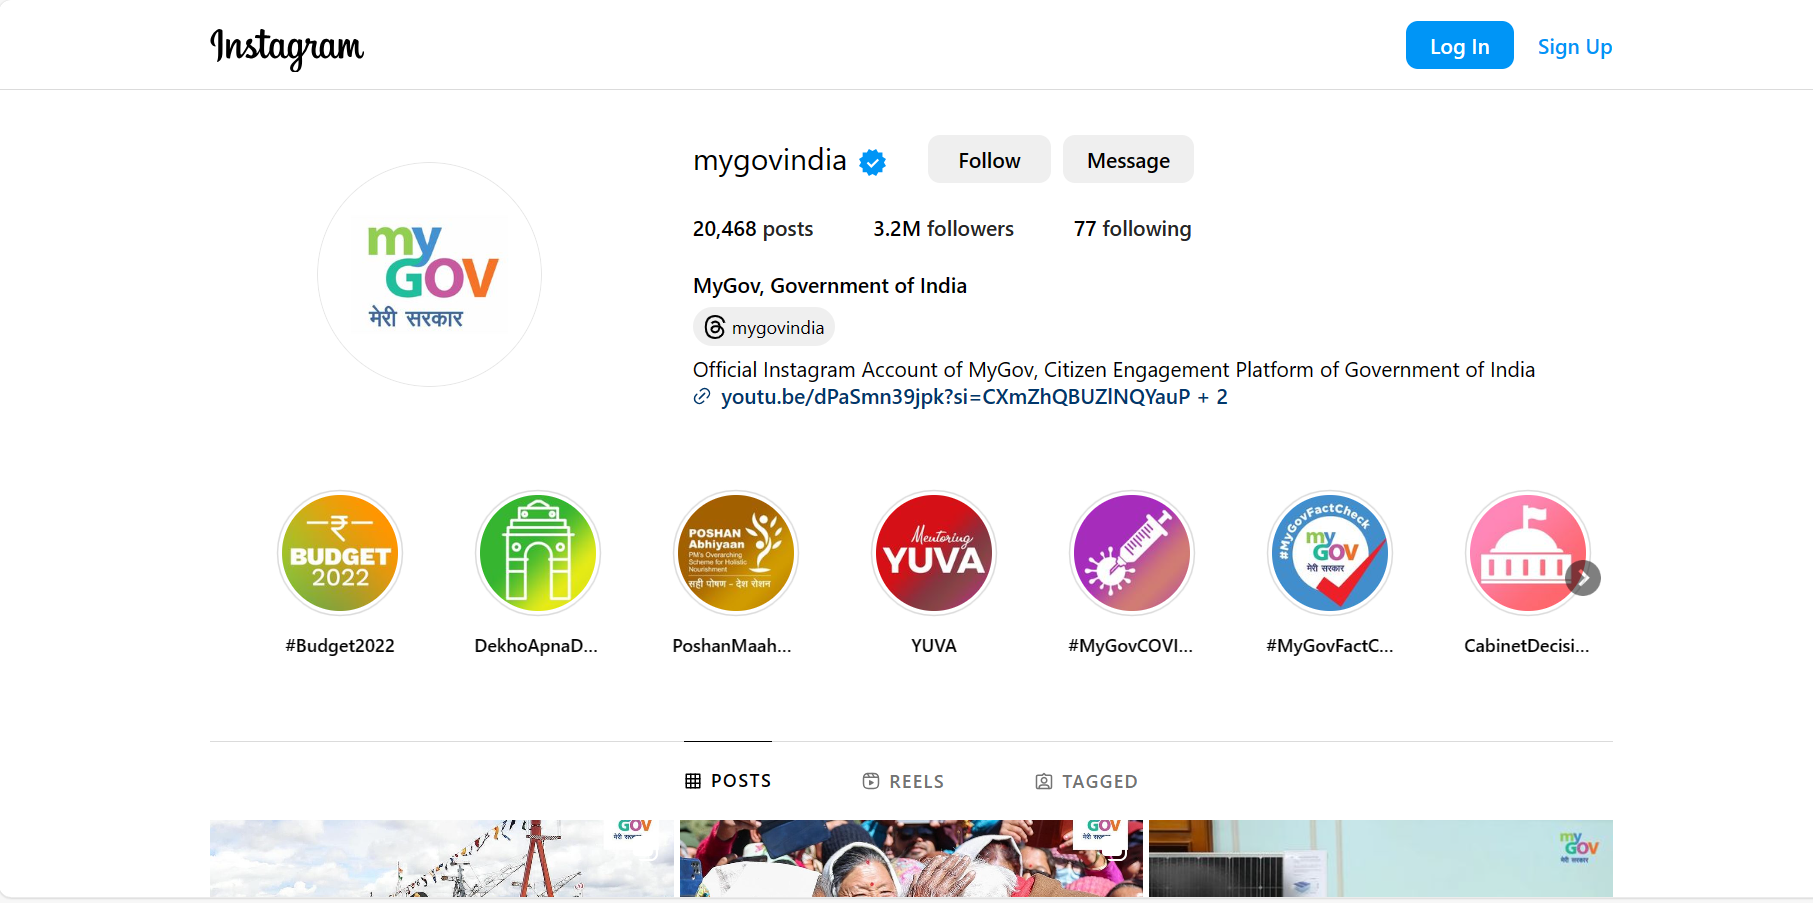 Instagram
Log In
Sign Up
mygovindia
Follow
Message
20,468 posts
3.2M followers
77 following
my
GOV
मेरी सरकार
MyGov, Government of India
mygovindia
Official Instagram Account of MyGov, Citizen Engagement Platform of Government of India
youtu.be/dPaSmn39jpk?si=CXmZhQBUZlNQYauP + 2
₹
BUDGET
2022
#Budget2022
DekhoApnaD...
POSHAN
Abhiyaan
PM's Overarching
Scheme for Holistic
Nourishment
सही पोषण - देश रोशन
PoshanMaah...
Mentoring
YUVA
YUVA
#MyGovCOVI...
#MyGovFactCheck
my
GOV
मेरी सरकार
#MyGovFactC...
CabinetDecisi...
POSTS
REELS
TAGGED
GOV
मेरी सरकार
GOV
मेरी सरकार
my
GOV
मेरी सरकार